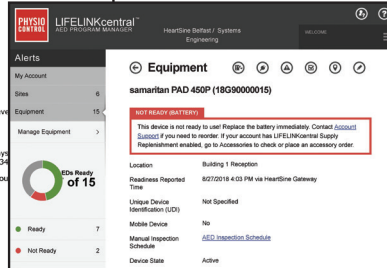 PHYSIO
CONTROL
LIFELINKcentral™
AED PROGRAM MANAGER
HeartSine
Belfast / Systems
Engineering
WELCOME
Alerts
My Account
Sites 6
Equipment 15
Manage Equipment >
EDs Ready
of 15
Ready 7
Not Ready 2
Equipment
samaritan PAD 450P (18G90000015)
NOT READY (BATTERY)
This device is not ready to use! Replace the battery immediately. Contact Account
Support if you need to reorder. If your account has LIFELINKcentral Supply
Replenishment enabled, go to Accessories to check or place an accessory order.
Location Building 1 Reception
Readiness Reported
Time
8/27/2018 4:03 PM via HeartSine Gateway
Unique Device
Identification (UDI)
Not Specified
Mobile Device No
Manual Inspection
Schedule
AED Inspection Schedule
Device State Active